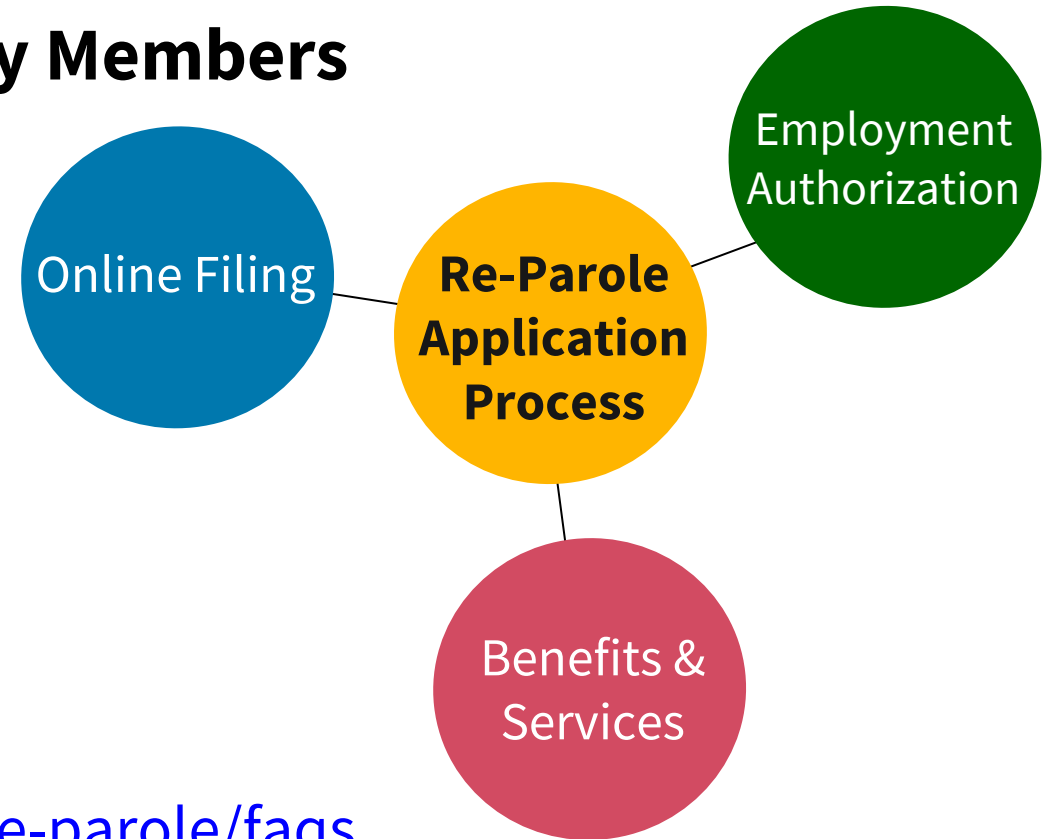 y Members
Employment
Authorization
Online Filing
Re-Parole
Application
Process
Benefits &
Services
e-parole/faqs